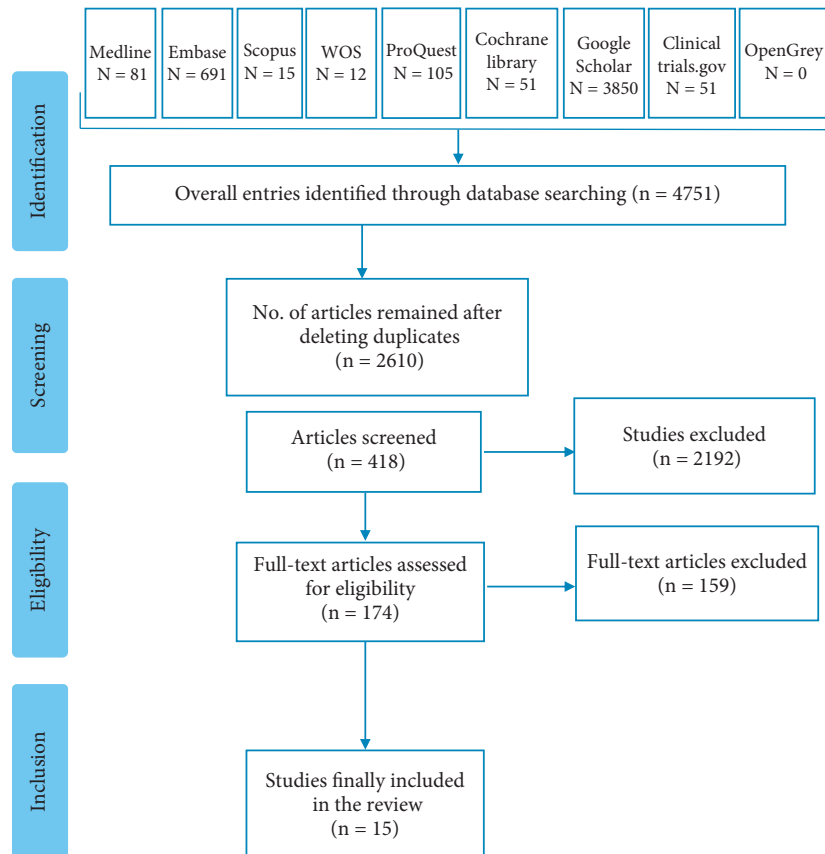 Medline
N = 81
Embase
N = 691
Scopus
N = 15
WOS
N = 12
ProQuest
N = 105
Cochrane
library
N = 51
Google
Scholar
N = 3850
Clinical
trials.gov
N = 51
OpenGrey
N = 0
Identification
Overall entries identified through database searching (n = 4751)
Screening
No. of articles remained after
deleting duplicates
(n = 2610)
Articles screened
(n = 418)
Studies excluded
(n = 2192)
Eligibility
Full-text articles assessed
for eligibility
(n = 174)
Full-text articles excluded
(n = 159)
Inclusion
Studies finally included
in the review
(n = 15)